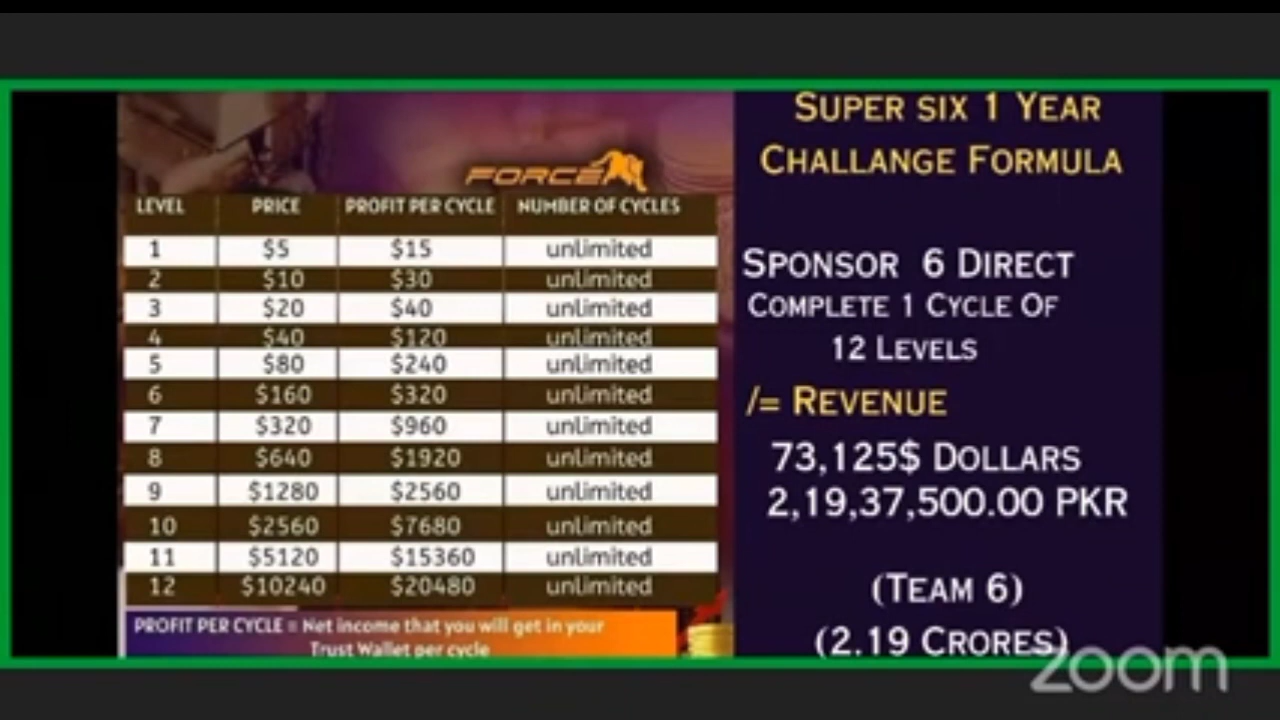 FORCE
LEVEL PRICE PROFIT PER CYCLE NUMBER OF CYCLES
1 $5 $15 unlimited
2 $10 $30 unlimited
3 $20 $40 unlimited
4 $40 $120 unlimited
5 $80 $240 unlimited
6 $160 $320 unlimited
7 $320 $960 unlimited
8 $640 $1920 unlimited
9 $1280 $2560 unlimited
10 $2560 $7680 unlimited
11 $5120 $15360 unlimited
12 $10240 $20480 unlimited
PROFIT PER CYCLE = Net income that you will get in your
Trust Wallet per cycle
SUPER SIX 1 YEAR
CHALLANGE FORMULA
SPONSOR 6 DIRECT
COMPLETE 1 CYCLE OF
12 LEVELS
/= REVENUE
73,125$ DOLLARS
2,19,37,500.00 PKR
(TEAM 6)
(2.19 CRORES)
zoom